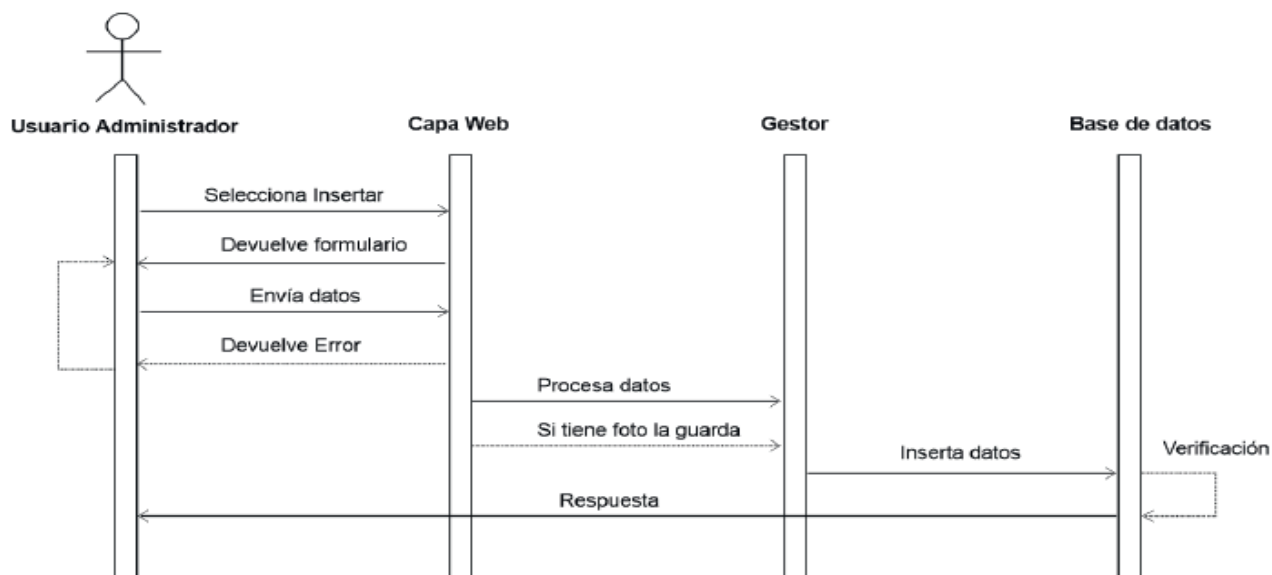 Usuario Administrador
Capa Web
Gestor
Base de datos
Selecciona Insertar
Devuelve formulario
Envía datos
Devuelve Error
Procesa datos
Si tiene foto la guarda
Inserta datos
Verificación
Respuesta